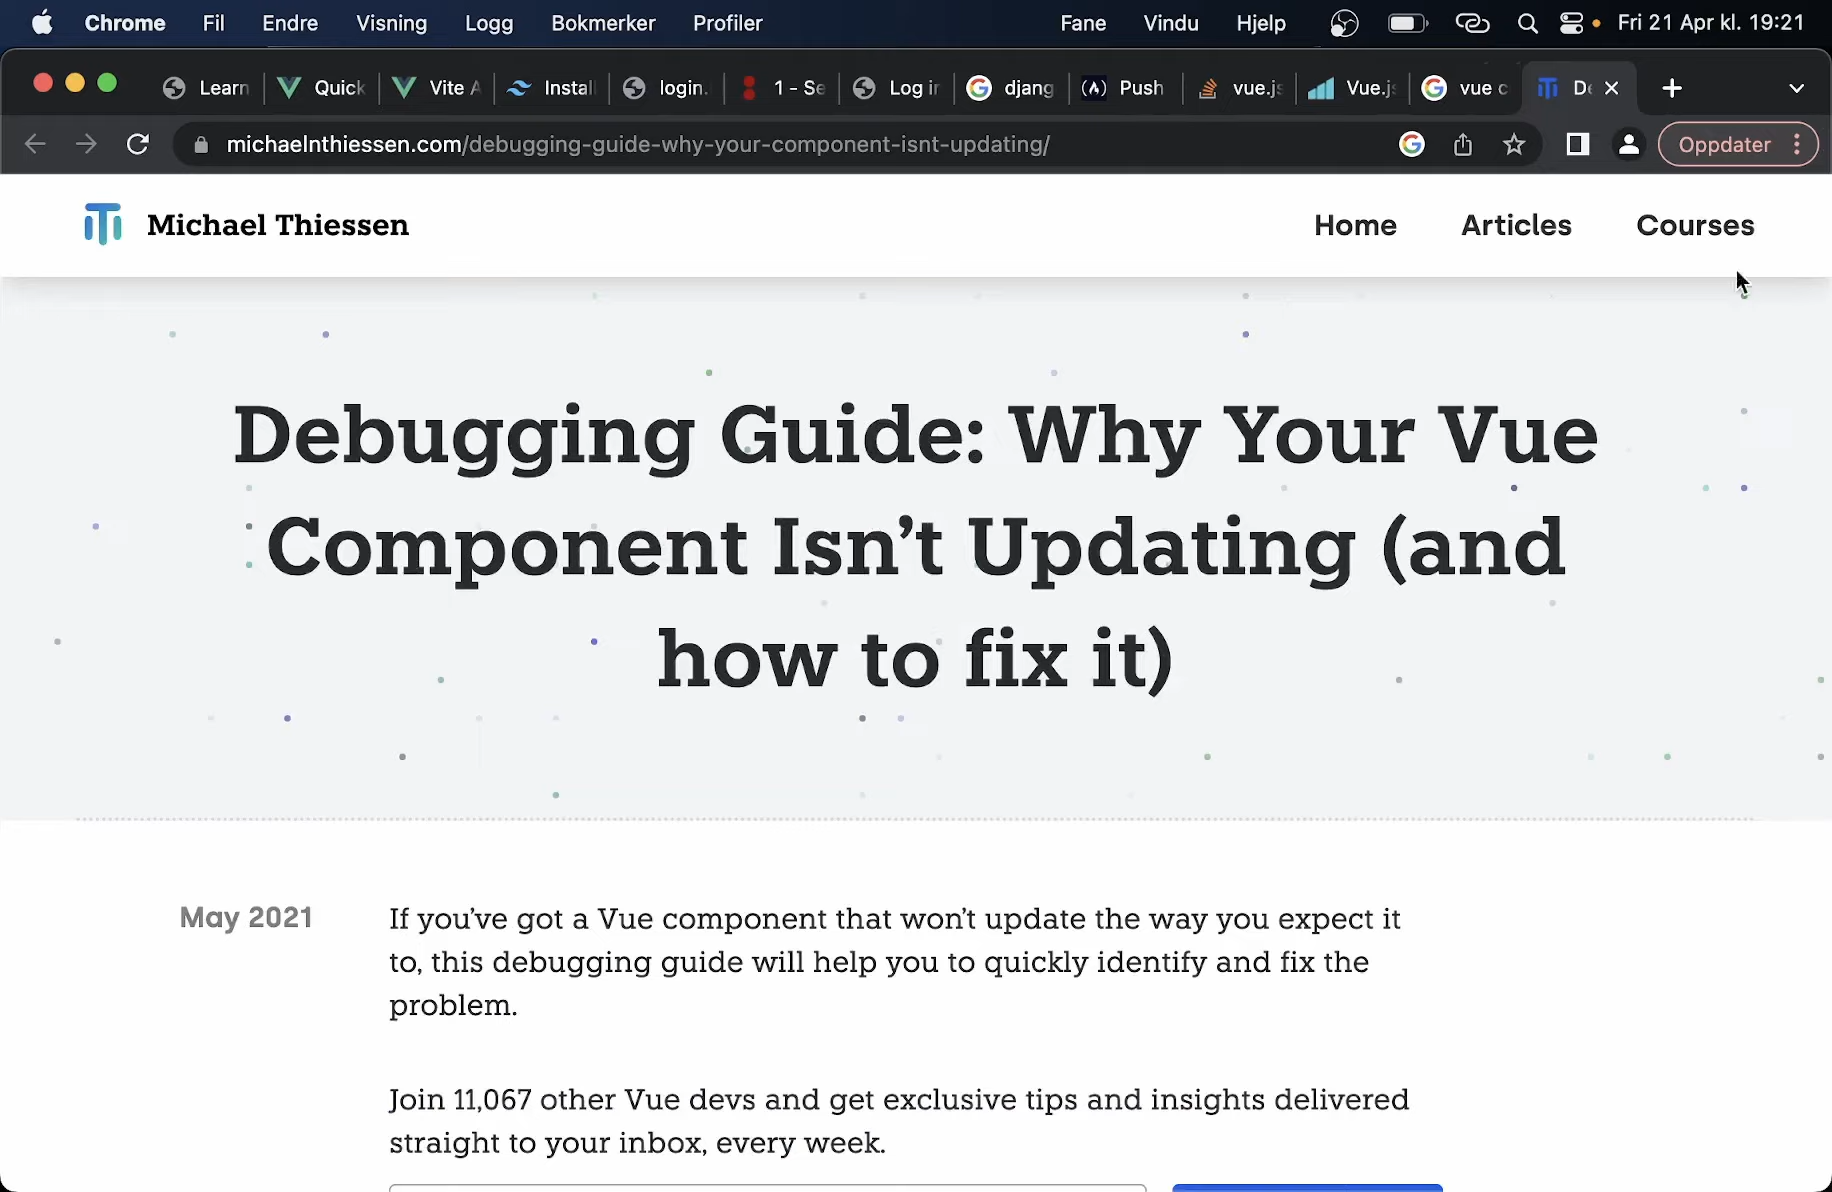 Chrome Fil Endre Visning Logg Bokmerker Profiler Fane Vindu Hjelp Fri 21 Apr kl. 19:21
Learn Quick Vite Install login. 1 - Se Log in djang Push vue.js Vue.js vue c De
michaelnthiessen.com/debugging-guide-why-your-component-isnt-updating/ Oppdater
Michael Thiessen Home Articles Courses
Debugging Guide: Why Your Vue
Component Isn't Updating (and
how to fix it)
May 2021
If you've got a Vue component that won't update the way you expect it
to, this debugging guide will help you to quickly identify and fix the
problem.
Join 11,067 other Vue devs and get exclusive tips and insights delivered
straight to your inbox, every week.